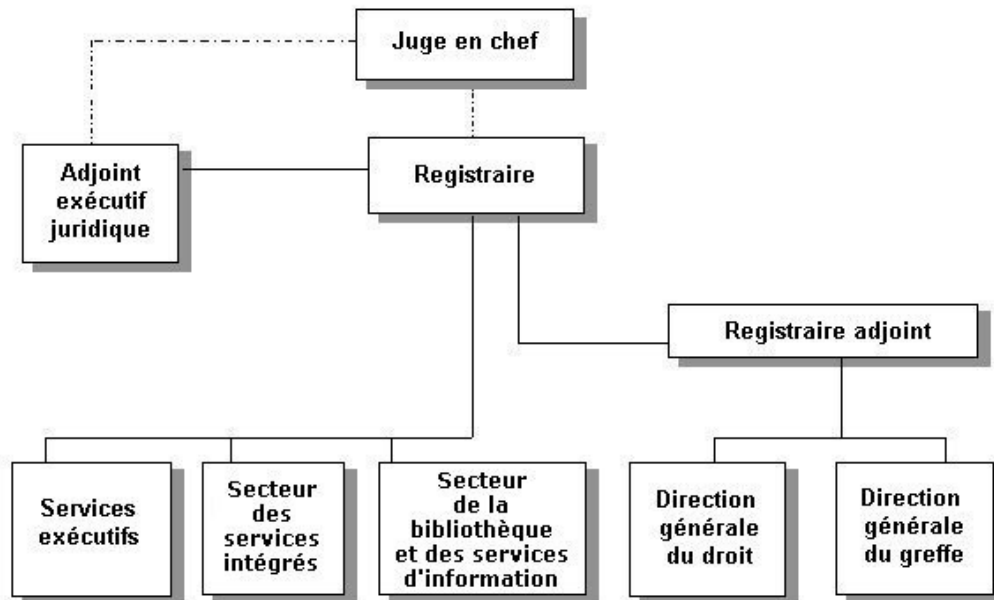 Juge en chef
Adjoint
exécutif
juridique
Registraire
Registraire adjoint
Services
exécutifs
Secteur
des
services
intégrés
Secteur
de la
bibliothèque
et des services
d'information
Direction
générale
du droit
Direction
générale
du greffe